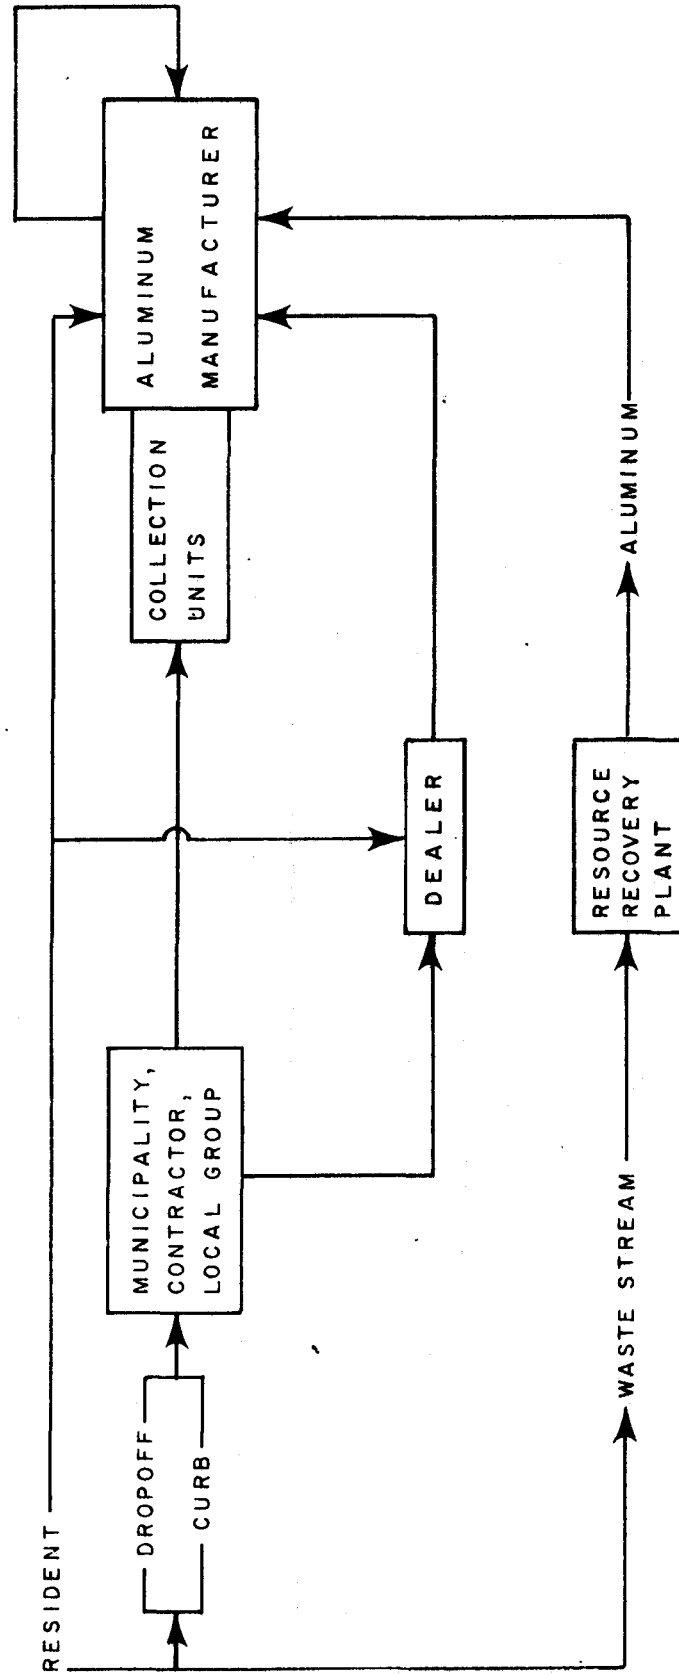 RESIDENT
DROPOFF
CURB
MUNICIPALITY,
CONTRACTOR,
LOCAL GROUP
COLLECTION
UNITS
ALUMINUM
MANUFACTURER
DEALER
WASTE STREAM
RESOURCE
RECOVERY
PLANT
ALUMINUM